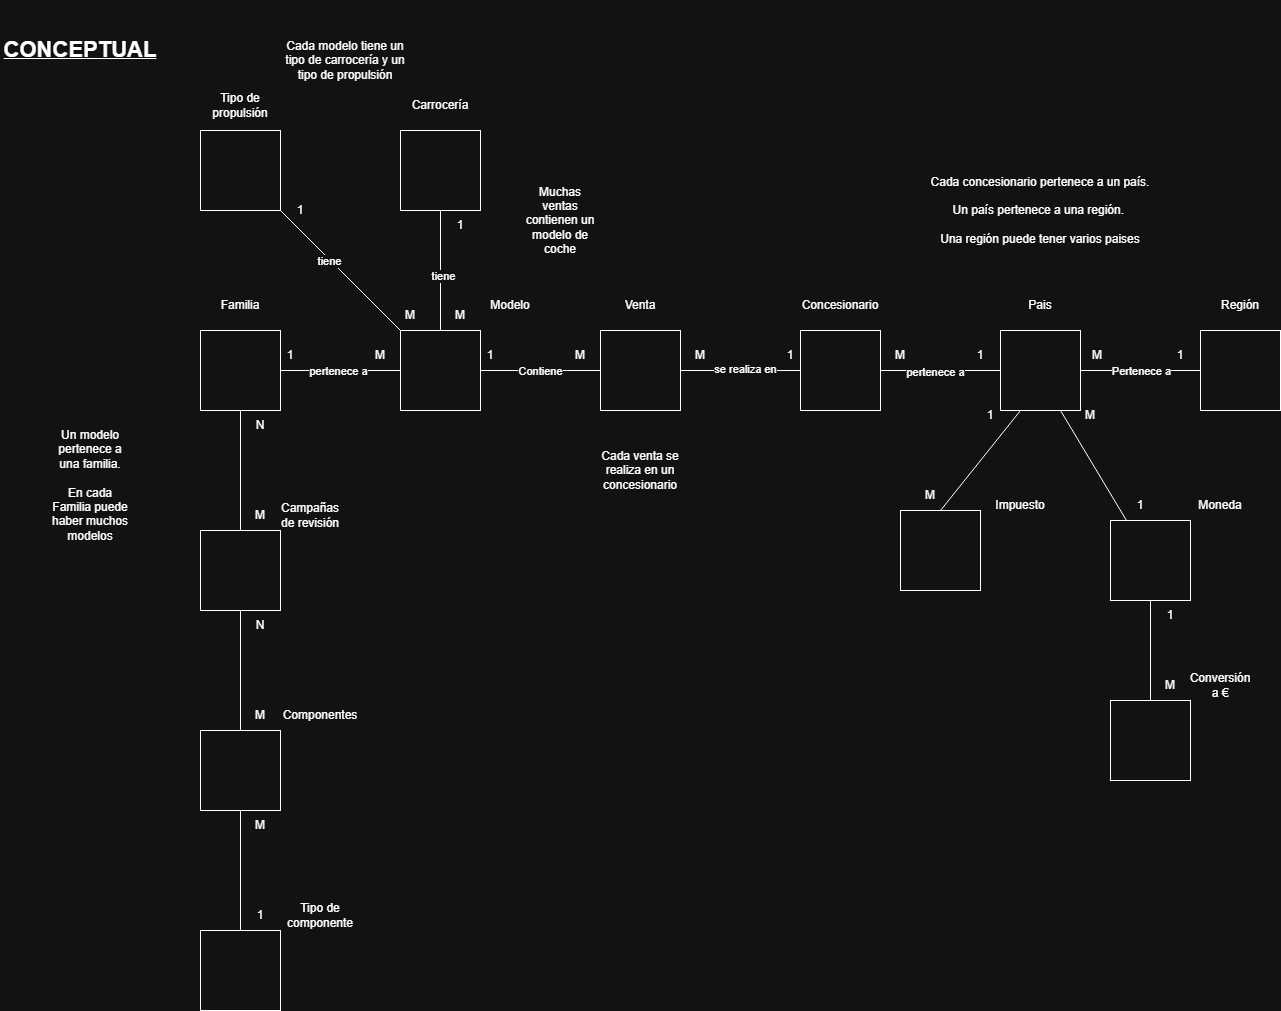 CONCEPTUAL
Cada modelo tiene un
tipo de carrocería y un
tipo de propulsión
Tipo de
propulsión
Carrocería
1
1
tiene
tiene
Muchas
ventas
contienen un
modelo de
coche
Cada concesionario pertenece a un país.
Un país pertenece a una región.
Una región puede tener varios paises
Familia
M
M
Modelo
Venta
Concesionario
Pais
Región
1
pertenece a
M
1
Contiene
M
M
se realiza en
1
M
pertenece a
1
M
Pertenece a
1
N
1
M
Un modelo
pertenece a
una familia.
En cada
Familia puede
haber muchos
modelos
Cada venta se
realiza en un
concesionario
M
Campañas
de revisión
M
Impuesto
1
Moneda
N
1
M
Componentes
M
Conversión
a €
M
1
Tipo de
componente